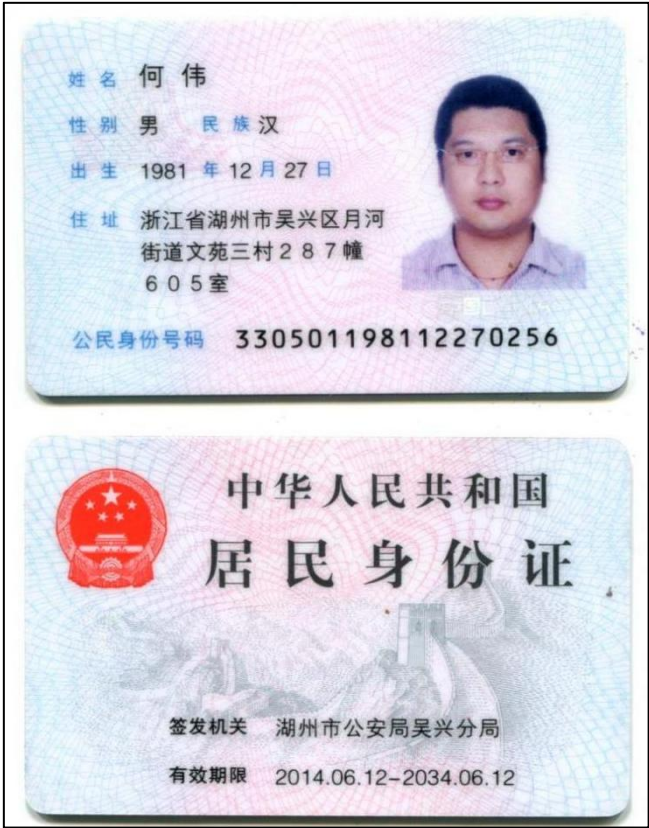 姓名 何伟
性别 男 民族 汉
出生 1981 年 12 月 27 日
住址 浙江省湖州市吴兴区月河
街道文苑三村287幢
605室
公民身份号码 330501198112270256
中华人民共和国
居民身份证
签发机关 湖州市公安局吴兴分局
有效期限 2014.06.12-2034.06.12